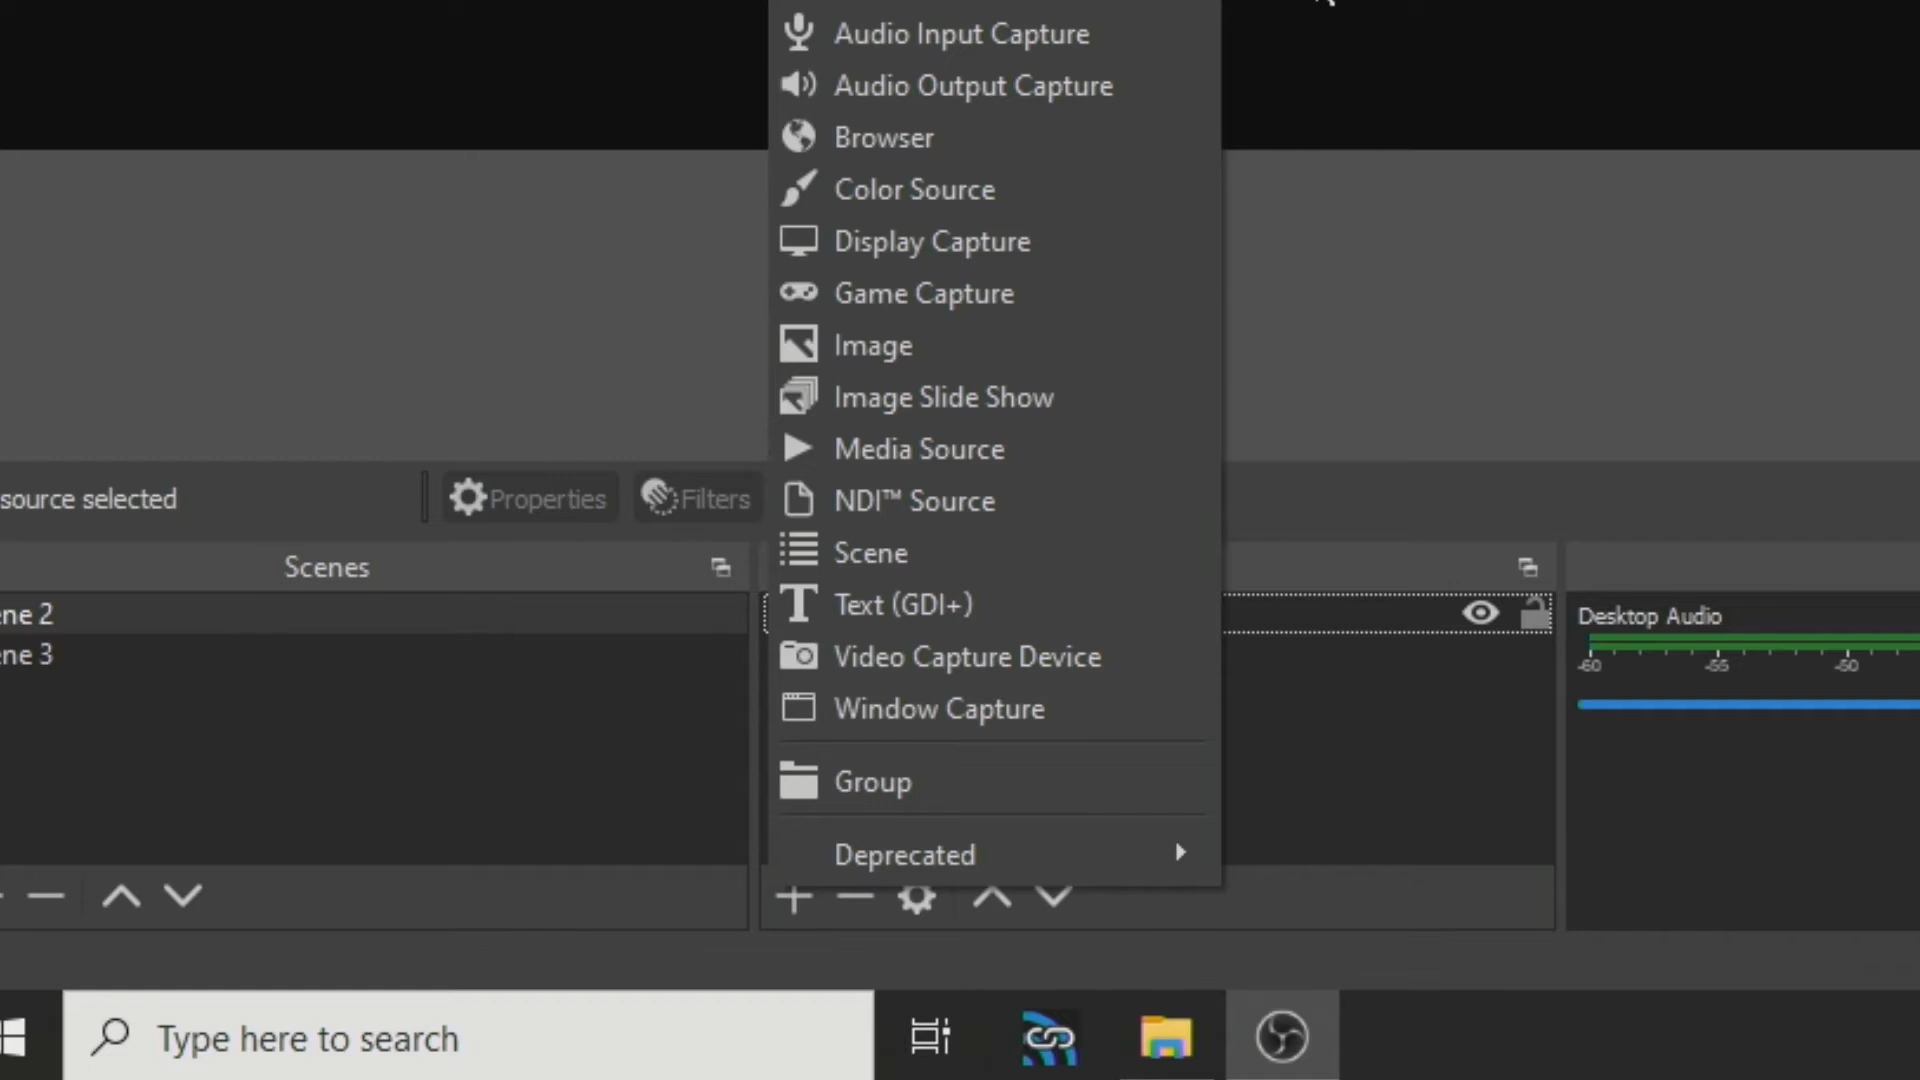 Audio Input Capture
Audio Output Capture
Browser
Color Source
Display Capture
Game Capture
Image
Image Slide Show
Media Source
NDI™ Source
Scene
Text (GDI+)
Video Capture Device
Window Capture
Group
Deprecated
source selected
Properties
Filters
Scenes
ene 2
ene 3
Desktop Audio
-60 -55 -50
Type here to search